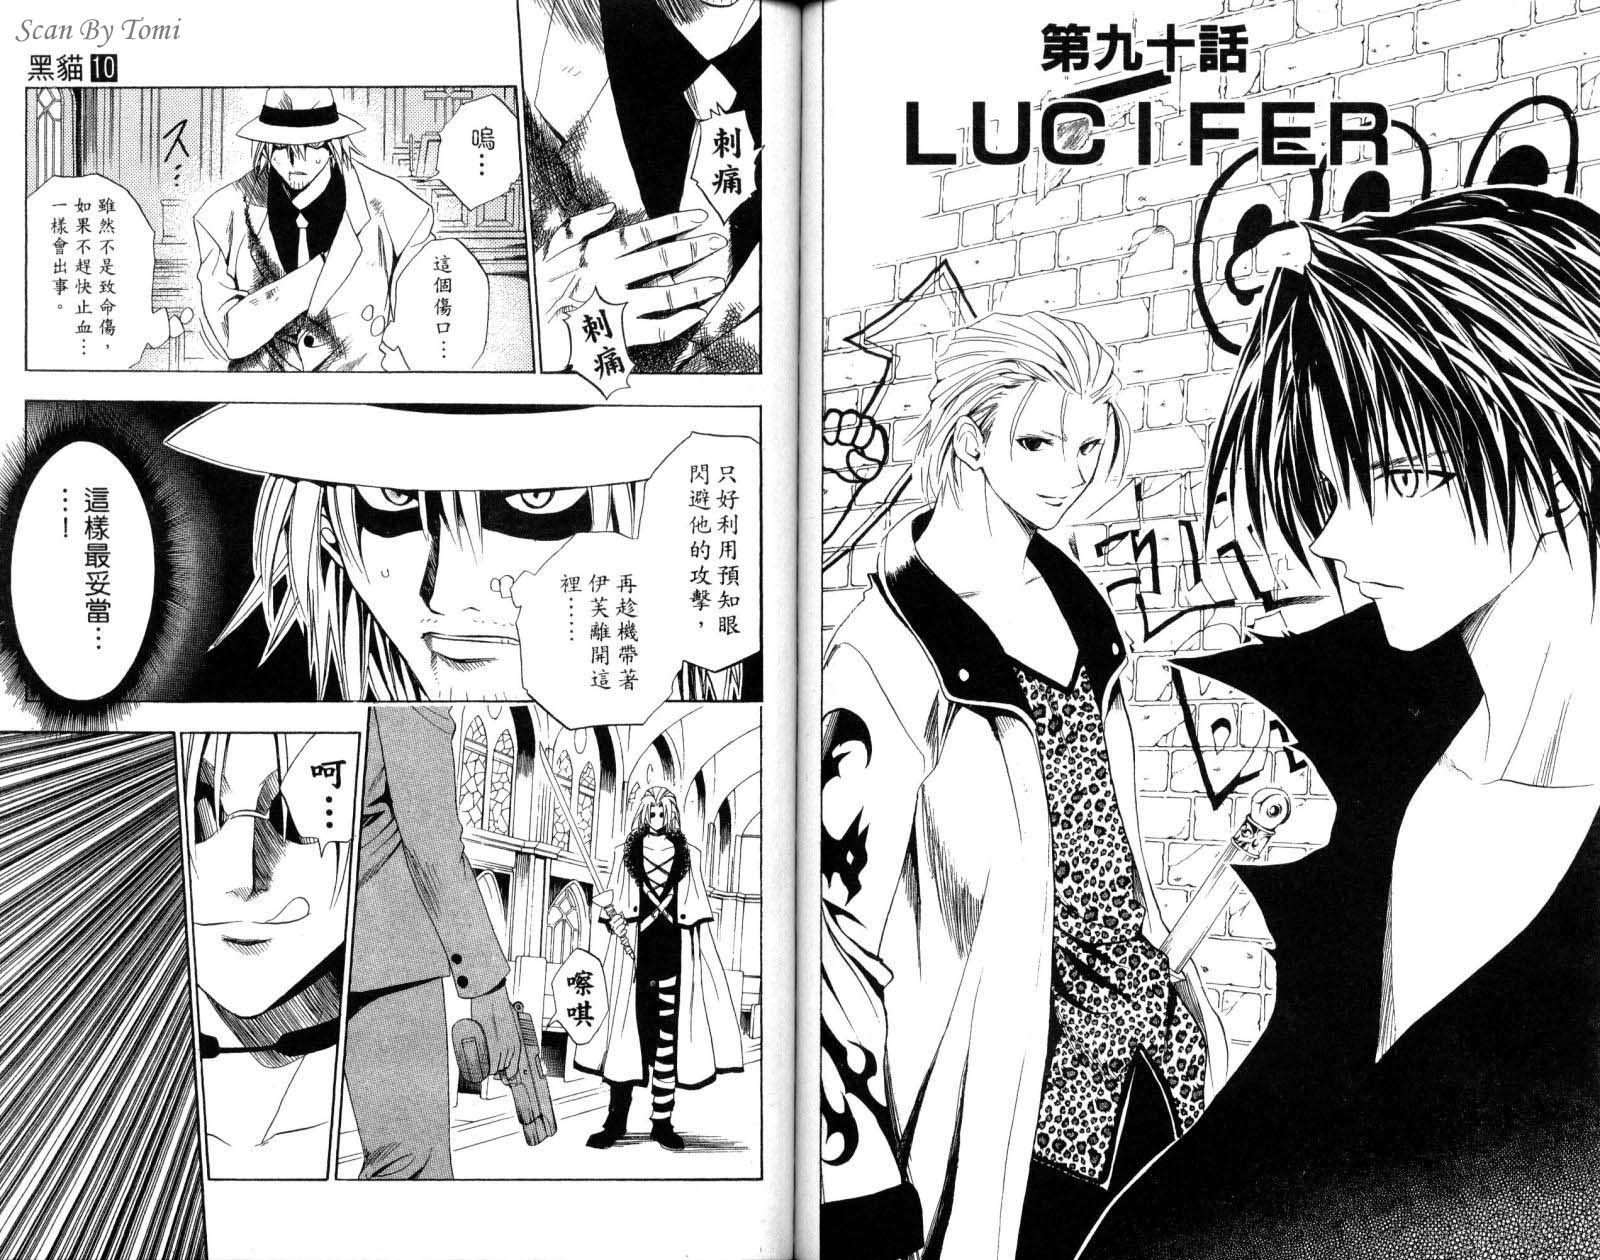 第九十話
LUCIFER
Scan By Tomi
黑貓 10
刺痛
刺痛
嗚…
這個傷口…
ス…
雖然不是致命傷，
如果不趕快止血…
一樣會出事。
只好利用預知眼
閃避他的攻擊，
再趁機帶著
伊芙離開這
裡……
這樣最妥當…
…！
嚓唭
呵…